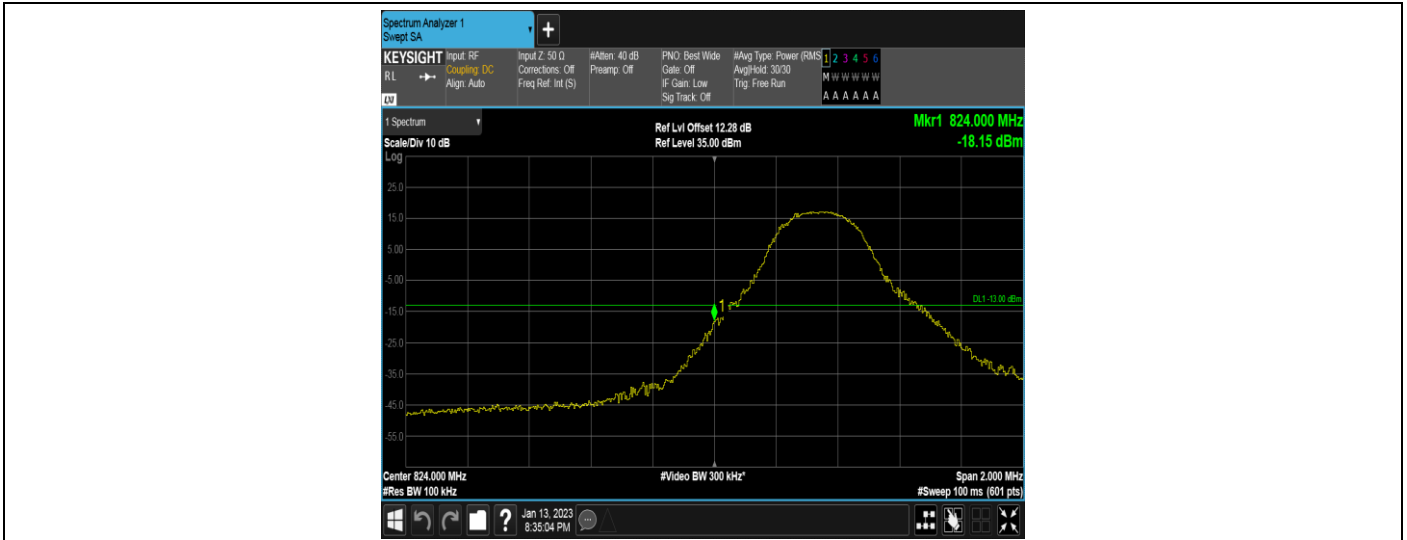 Spectrum Analyzer 1
Swept SA
+
KEYSIGHT Input: RF Input Z: 50 Ω #Atten: 40 dB PNO: Best Wide #Avg Type: Power (RMS 1 2 3 4 5 6
RL Coupling: DC Corrections: Off Preamp: Off Gate: Off Avg|Hold: 30/30 M W W W W W
Align: Auto Freq Ref: Int (S) IF Gain: Low Trig: Free Run
LXI Sig Track: Off A A A A A A
1 Spectrum Ref Lvl Offset 12.28 dB Mkr1 824.000 MHz
Scale/Div 10 dB Ref Level 35.00 dBm -18.15 dBm
Log
25.0
15.0
5.00
-5.00
DL1 -13.00 dBm
1
-15.0
-25.0
-35.0
-45.0
-55.0
Center 824.000 MHz #Video BW 300 kHz* Span 2.000 MHz
#Res BW 100 kHz #Sweep 100 ms (601 pts)
? Jan 13, 2023
8:35:04 PM